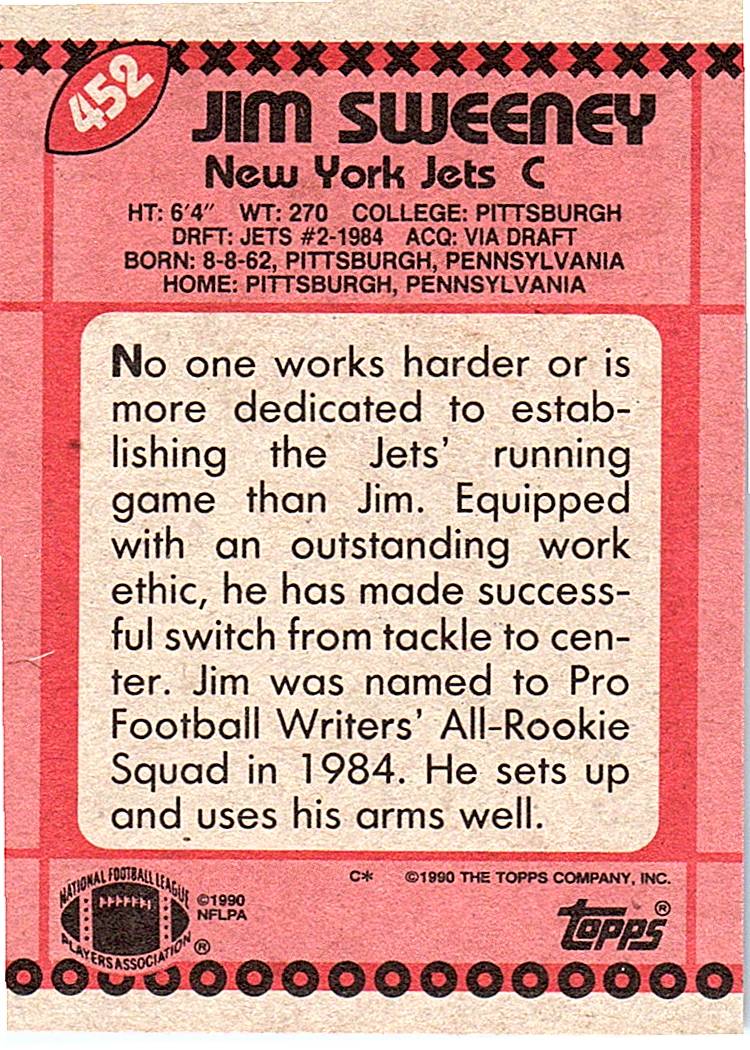 452
JIM SWEENEY
New York Jets C
HT: 6'4" WT: 270 COLLEGE: PITTSBURGH
DRFT: JETS #2-1984 ACQ: VIA DRAFT
BORN: 8-8-62, PITTSBURGH, PENNSYLVANIA
HOME: PITTSBURGH, PENNSYLVANIA
No one works harder or is
more dedicated to estab-
lishing the Jets' running
game than Jim. Equipped
with an outstanding work
ethic, he has made success-
ful switch from tackle to cen-
ter. Jim was named to Pro
Football Writers' All-Rookie
Squad in 1984. He sets up
and uses his arms well.
C* ©1990 THE TOPPS COMPANY, INC.
NATIONAL FOOTBALL LEAGUE
PLAYERS ASSOCIATION ®
©1990
NFLPA
topps®